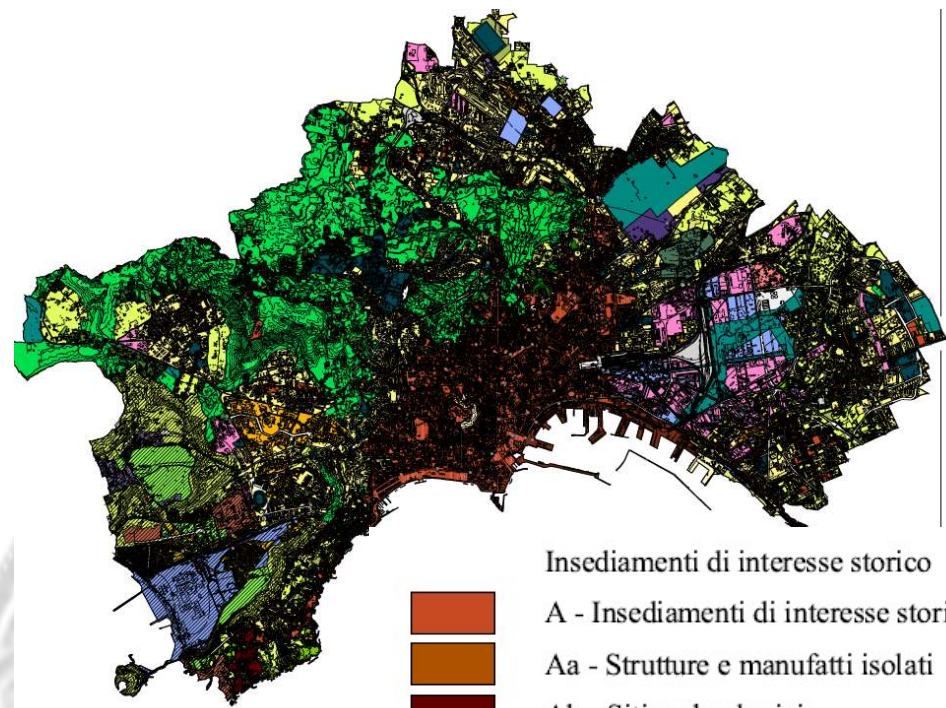 Insediamenti di interesse storico
A - Insediamenti di interesse stori
Aa - Strutture e manufatti isolati